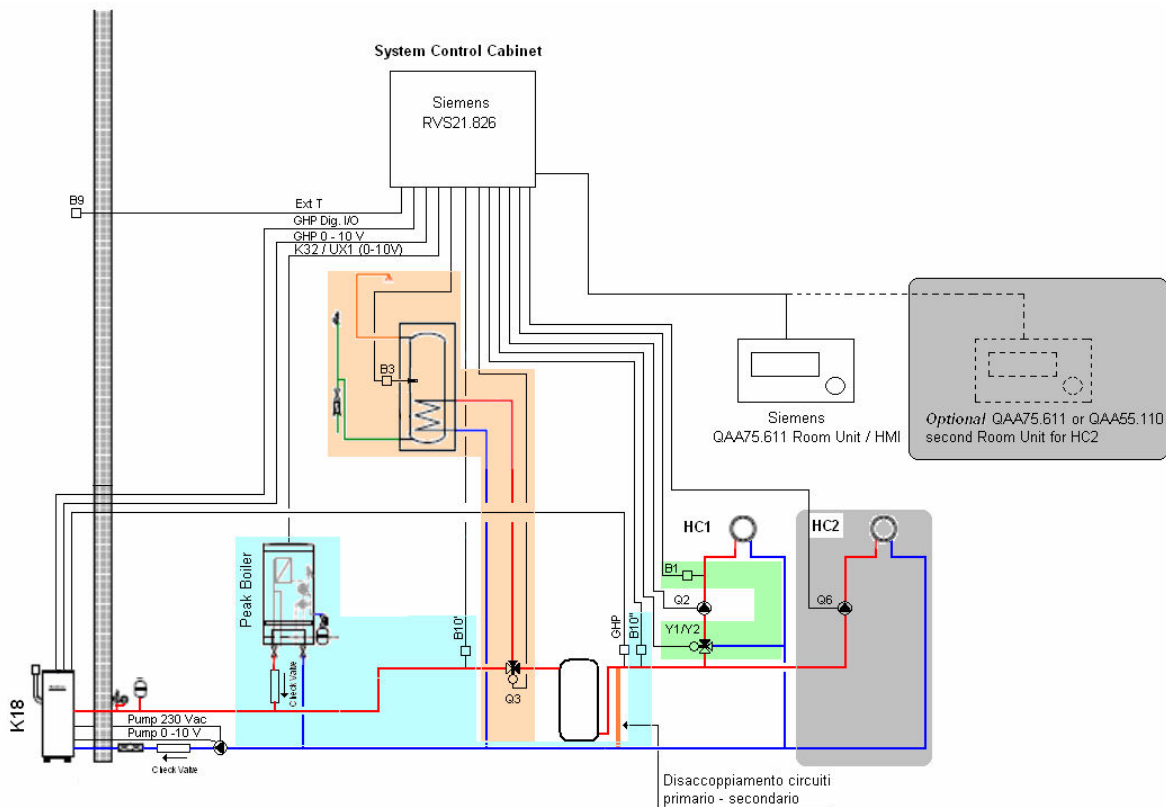 System Control Cabinet
Siemens
RVS21.826
B9
Ext T
GHP Dig. I/O
GHP 0 - 10 V
K32 / UX1 (0-10V)
B3
Siemens
QAA75.611 Room Unit / HMI
Optional QAA75.611 or QAA55.110
second Room Unit for HC2
HC1
HC2
Peak Boiler
B10'
GHP
B10"
B1
Q2
Q6
Y1/Y2
Q3
Check Valve
K18
Pump 230 Vac
Pump 0 -10 V
Check Valve
Disaccoppiamento circuiti
primario - secondario